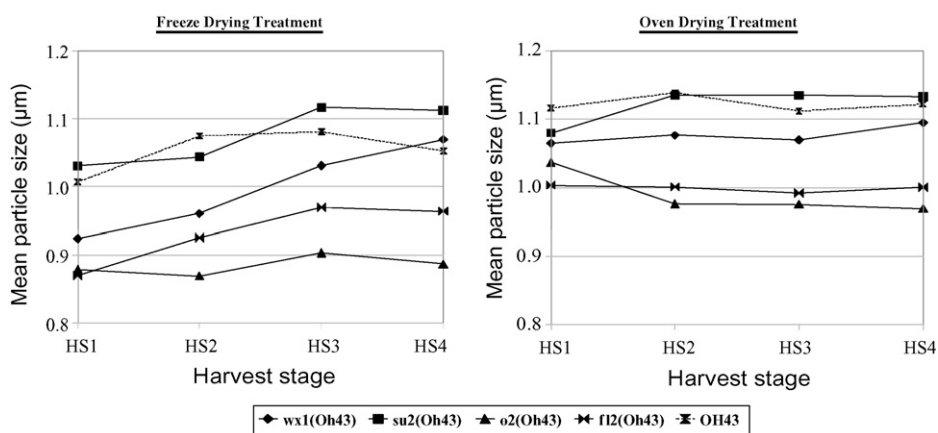 Freeze Drying Treatment
1.2
1.1
1.0
0.9
0.8
Mean particle size (µm)
HS1 HS2 HS3 HS4
Harvest stage
Oven Drying Treatment
1.2
1.1
1.0
0.9
0.8
Mean particle size (µm)
HS1 HS2 HS3 HS4
Harvest stage
wx1(Oh43) su2(Oh43) o2(Oh43) fl2(Oh43) OH43